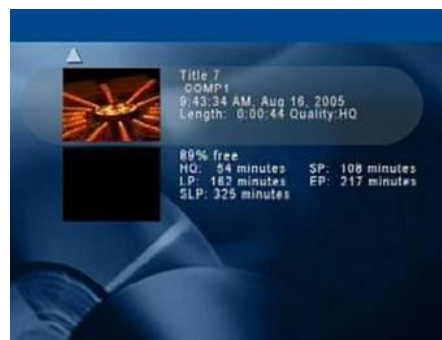 Title 7
COMP1
9:43:34 AM, Aug 16, 2005
Length: 0:00:44 Quality:HQ
89% free
HQ: 54 minutes SP: 108 minutes
LP: 162 minutes EP: 217 minutes
SLP: 325 minutes